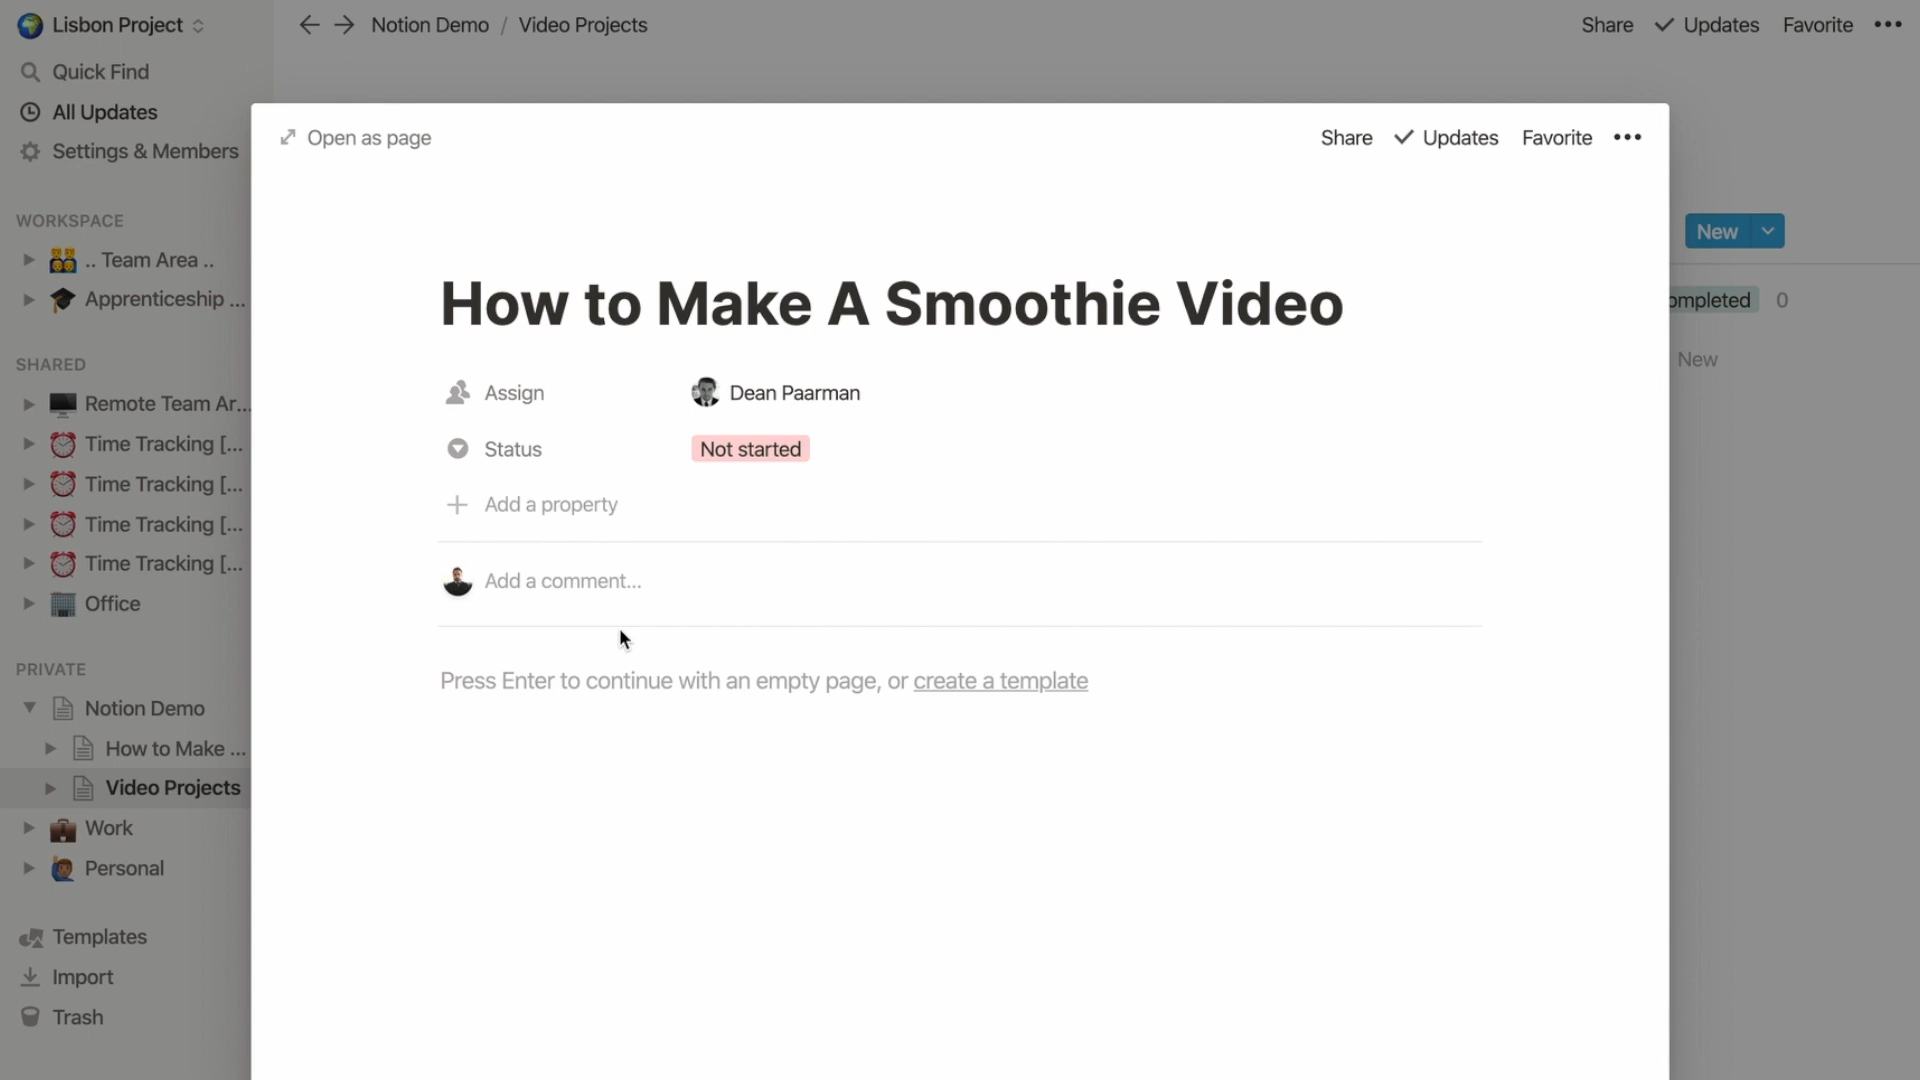 Lisbon Project
Notion Demo / Video Projects
Share Updates Favorite
Quick Find
All Updates
Settings & Members
WORKSPACE
.. Team Area ..
Apprenticeship ...
SHARED
Remote Team Ar...
Time Tracking [...
Time Tracking [...
Time Tracking [...
Time Tracking [...
Office
PRIVATE
Notion Demo
How to Make ...
Video Projects
Work
Personal
Templates
Import
Trash
Open as page
Share Updates Favorite
How to Make A Smoothie Video
Assign Dean Paarman
Status Not started
Add a property
Add a comment...
Press Enter to continue with an empty page, or create a template
New
ompleted 0
New